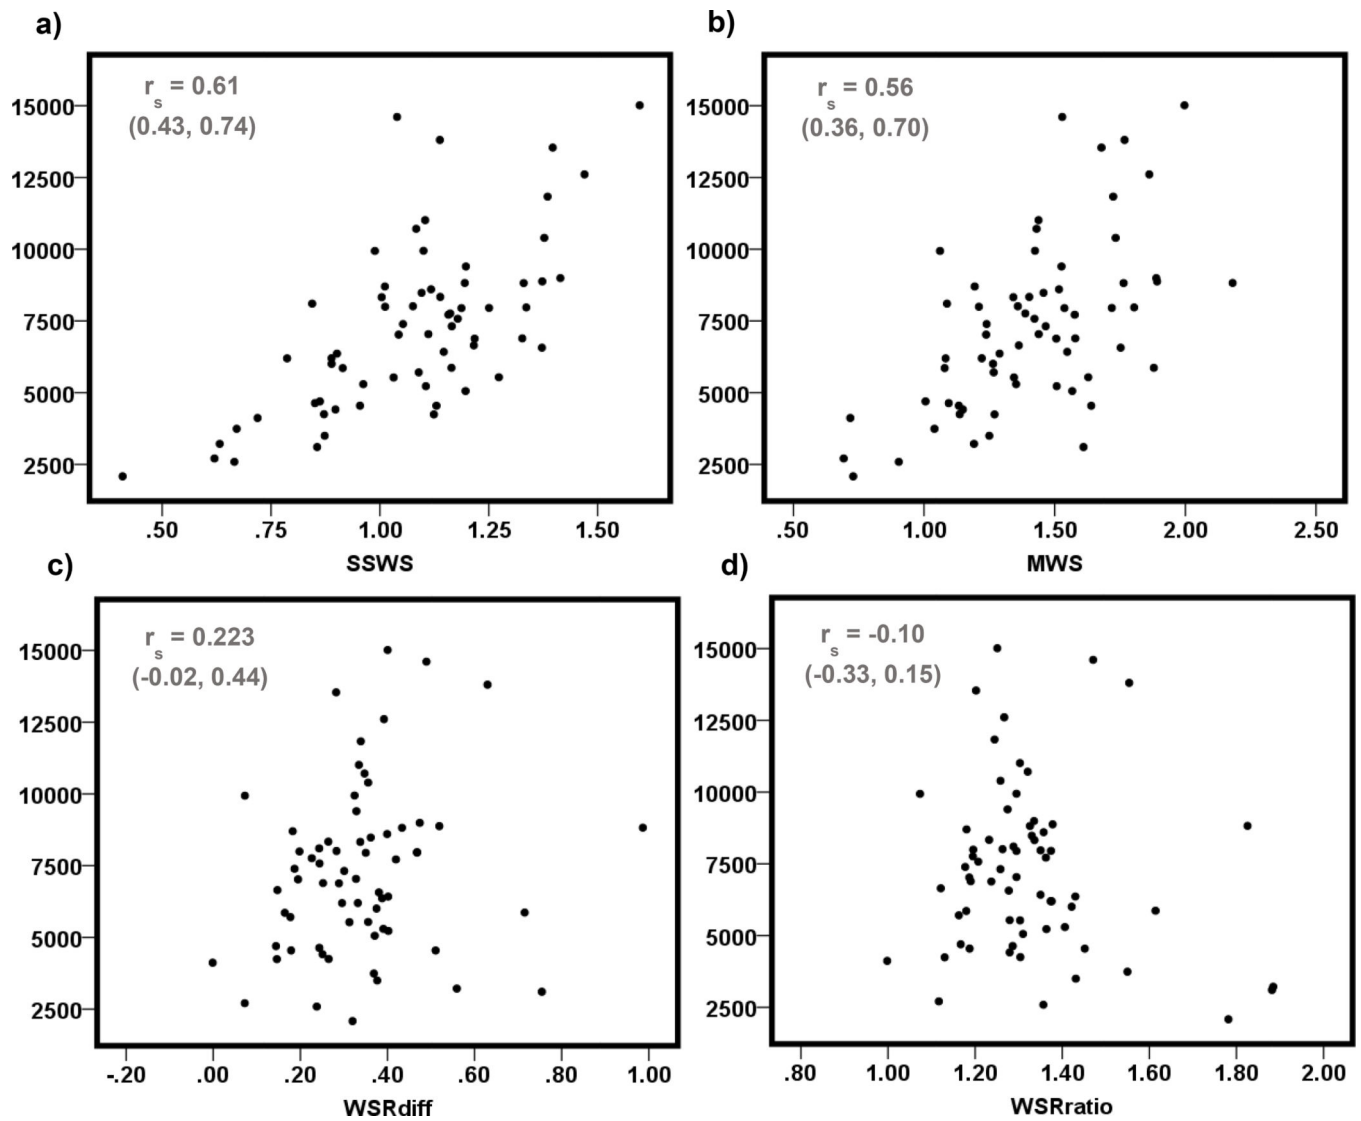 a)
r_s = 0.61
(0.43, 0.74)
15000
12500
10000
7500
5000
2500
.50 .75 1.00 1.25 1.50
SSWS
b)
r_s = 0.56
(0.36, 0.70)
15000
12500
10000
7500
5000
2500
.50 1.00 1.50 2.00 2.50
MWS
c)
r_s = 0.223
(-0.02, 0.44)
15000
12500
10000
7500
5000
2500
-.20 .00 .20 .40 .60 .80 1.00
WSRdiff
d)
r_s = -0.10
(-0.33, 0.15)
15000
12500
10000
7500
5000
2500
.80 1.00 1.20 1.40 1.60 1.80 2.00
WSRratio